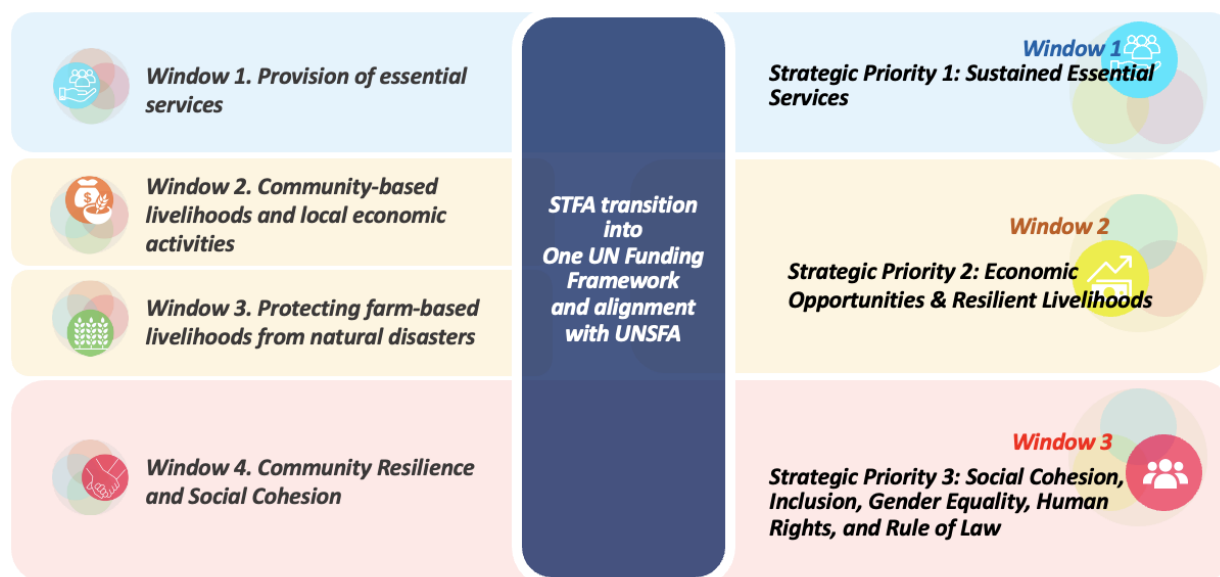 Window 1. Provision of essential
services
Window 2. Community-based
livelihoods and local economic
activities
Window 3. Protecting farm-based
livelihoods from natural disasters
Window 4. Community Resilience
and Social Cohesion
STFA transition
into
One UN Funding
Framework
and alignment
with UNSFA
Window 1
Strategic Priority 1: Sustained Essential
Services
Window 2
Strategic Priority 2: Economic
Opportunities & Resilient Livelihoods
Window 3
Strategic Priority 3: Social Cohesion,
Inclusion, Gender Equality, Human
Rights, and Rule of Law